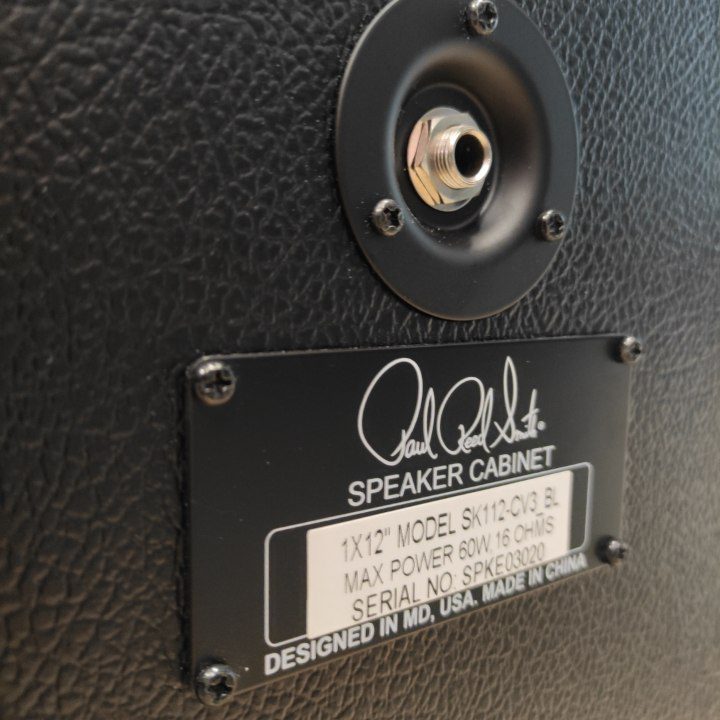 Paul Reed Smith®
SPEAKER CABINET
1X12" MODEL SK112-CV3_BL
MAX POWER 60W, 16 OHMS
SERIAL NO: SPKE03020
DESIGNED IN MD, USA. MADE IN CHINA